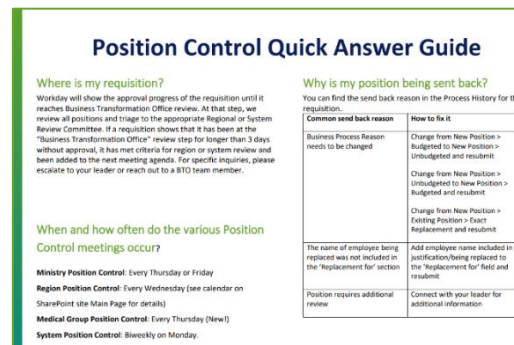 Position Control Quick Answer Guide
Where is my requisition?
Workday will show the approval progress of the requisition until it
reaches Business Transformation Office review. At that step, we
review all positions and triage to the appropriate Regional or System
Review Committee. If a requisition shows that it has been at the
"Business Transformation Office" review step for longer than 3 days
without approval, it has met criteria for region or system review and
been added to the next meeting agenda. For specific inquiries, please
escalate to your leader or reach out to a BTO team member.
When and how often do the various Position
Control meetings occur?
Ministry Position Control: Every Thursday or Friday
Region Position Control: Every Wednesday (see calendar on
SharePoint site Main Page for details)
Medical Group Position Control: Every Thursday (New!)
System Position Control: Biweekly on Monday.
Why is my position being sent back?
You can find the send back reason in the Process History for th
requisition.
Common send back reason How to fix it
Business Process Reason
needs to be changed
Change from New Position >
Budgeted to New Position >
Unbudgeted and resubmit
Change from New Position >
Unbudgeted to New Position >
Budgeted and resubmit
Change from New Position >
Existing Position > Exact
Replacement and resubmit
The name of employee being
replaced was not included in
the 'Replacement for' section
Add employee name included in
justification/being replaced to
the 'Replacement for' field and
resubmit
Position requires additional
review
Connect with your leader for
additional information